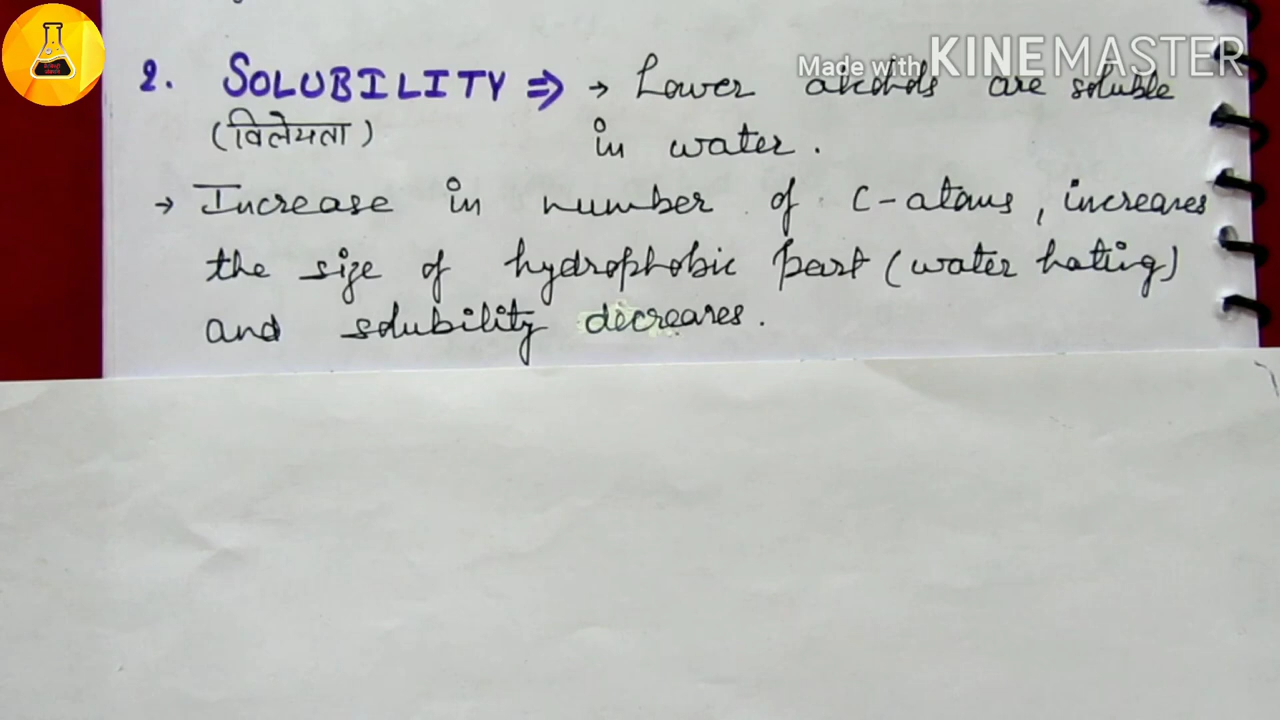 Made with KINEMASTER
2. SOLUBILITY ⇒ → Lower alcohols are soluble
(विलेयता) in water.
→ Increase in number of C-atoms, increases
the size of hydrophobic part (water hating)
and solubility decreases.